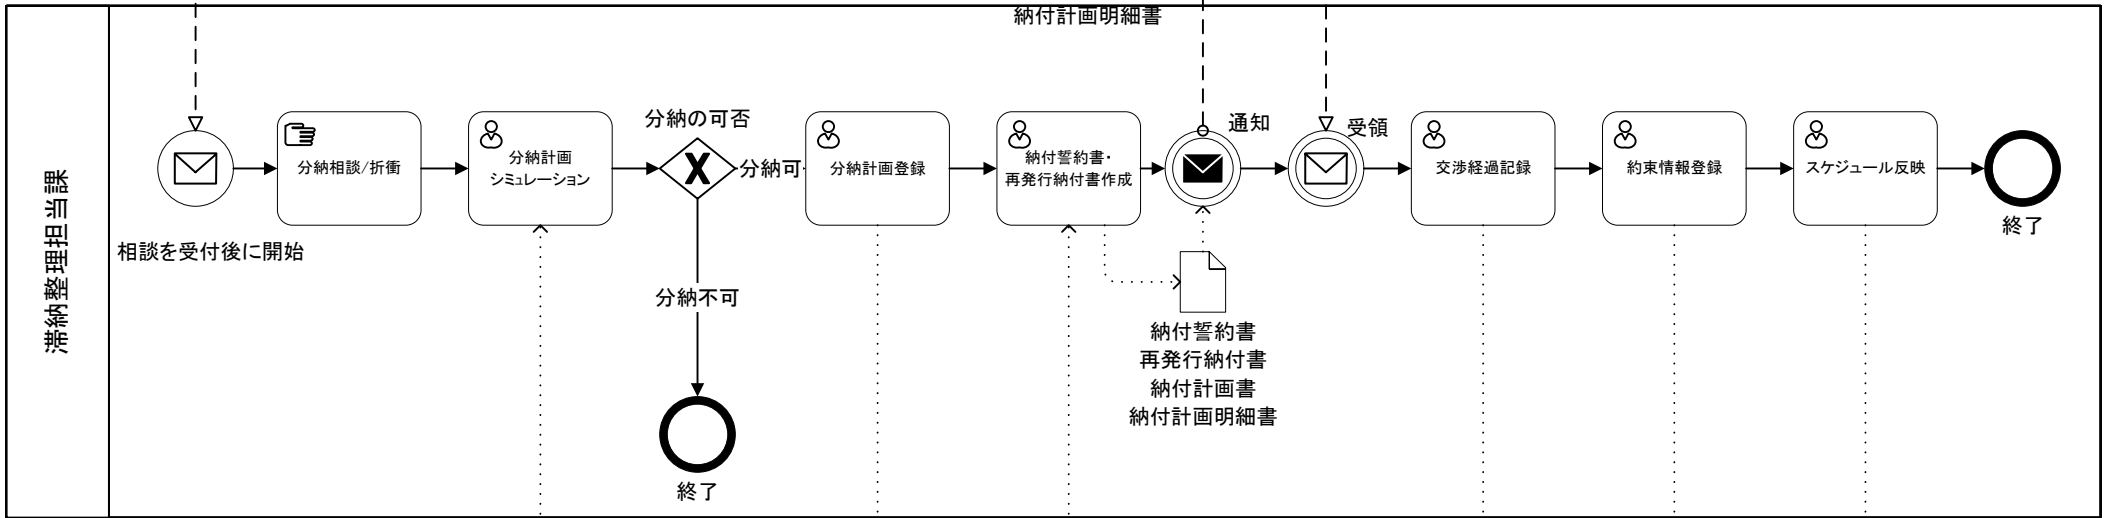 納付計画明細書
滞納整理担当課
相談を受付後に開始
分納相談/折衝
分納計画
シミュレーション
分納の可否
分納可
分納不可
終了
分納計画登録
納付誓約書・
再発行納付書作成
通知
納付誓約書
再発行納付書
納付計画書
納付計画明細書
受領
交渉経過記録
約束情報登録
スケジュール反映
終了